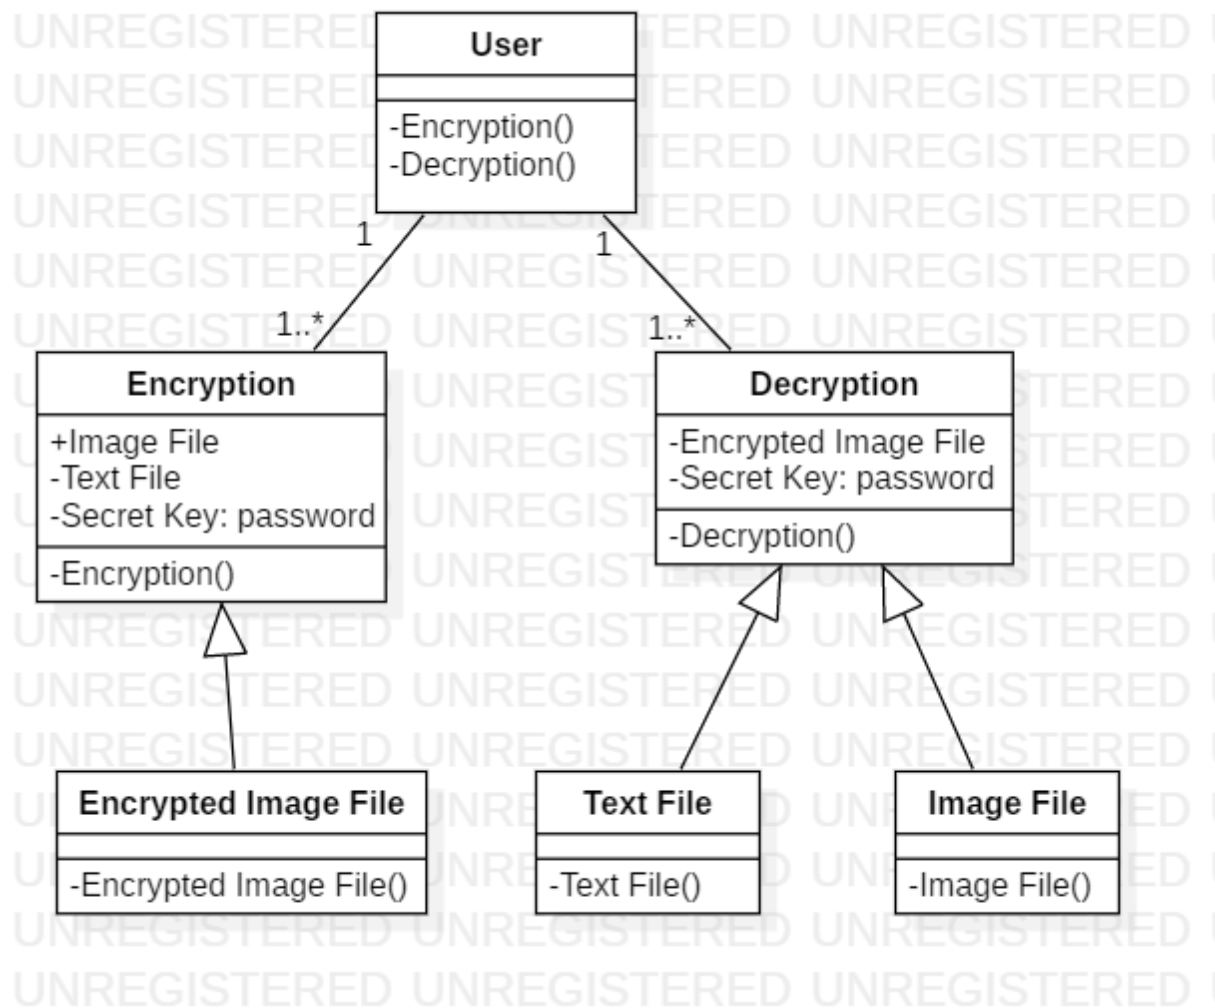 User
-Encryption()
-Decryption()
1
1
1..*
1..*
Encryption
+Image File
-Text File
-Secret Key: password
-Encryption()
Decryption
-Encrypted Image File
-Secret Key: password
-Decryption()
Encrypted Image File
-Encrypted Image File()
Text File
-Text File()
Image File
-Image File()
UNREGISTERED